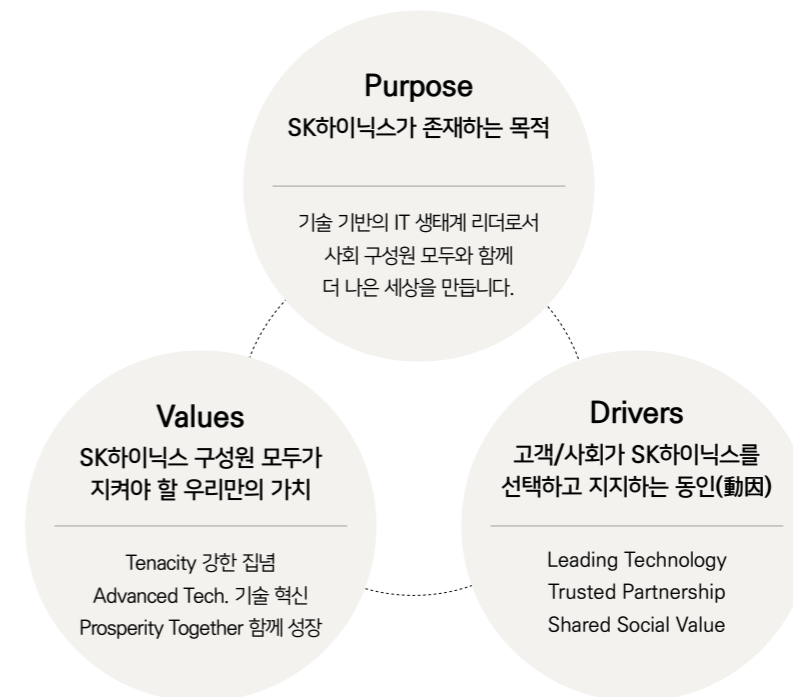 Purpose
SK하이닉스가 존재하는 목적
기술 기반의 IT 생태계 리더로서
사회 구성원 모두와 함께
더 나은 세상을 만듭니다.
Values
SK하이닉스 구성원 모두가
지켜야 할 우리만의 가치
Tenacity 강한 집념
Advanced Tech. 기술 혁신
Prosperity Together 함께 성장
Drivers
고객/사회가 SK하이닉스를
선택하고 지지하는 동인(動因)
Leading Technology
Trusted Partnership
Shared Social Value